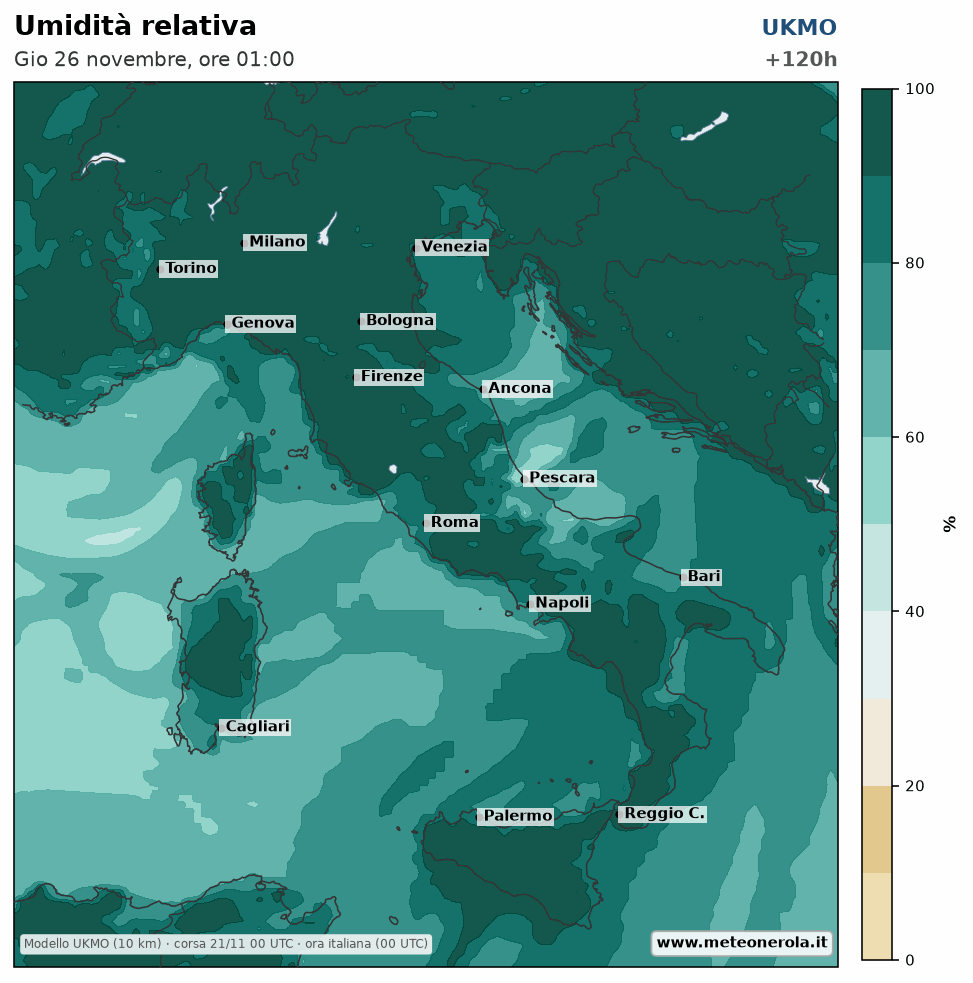 Umidità relativa
UKMO
Gio 26 novembre, ore 01:00
+120h
100
80
60
40
20
0
%
Milano
Venezia
Torino
Genova
Bologna
Firenze
Ancona
Pescara
Roma
Bari
Napoli
Cagliari
Palermo
Reggio C.
Modello UKMO (10 km) · corsa 21/11 00 UTC · ora italiana (00 UTC)
www.meteonerola.it